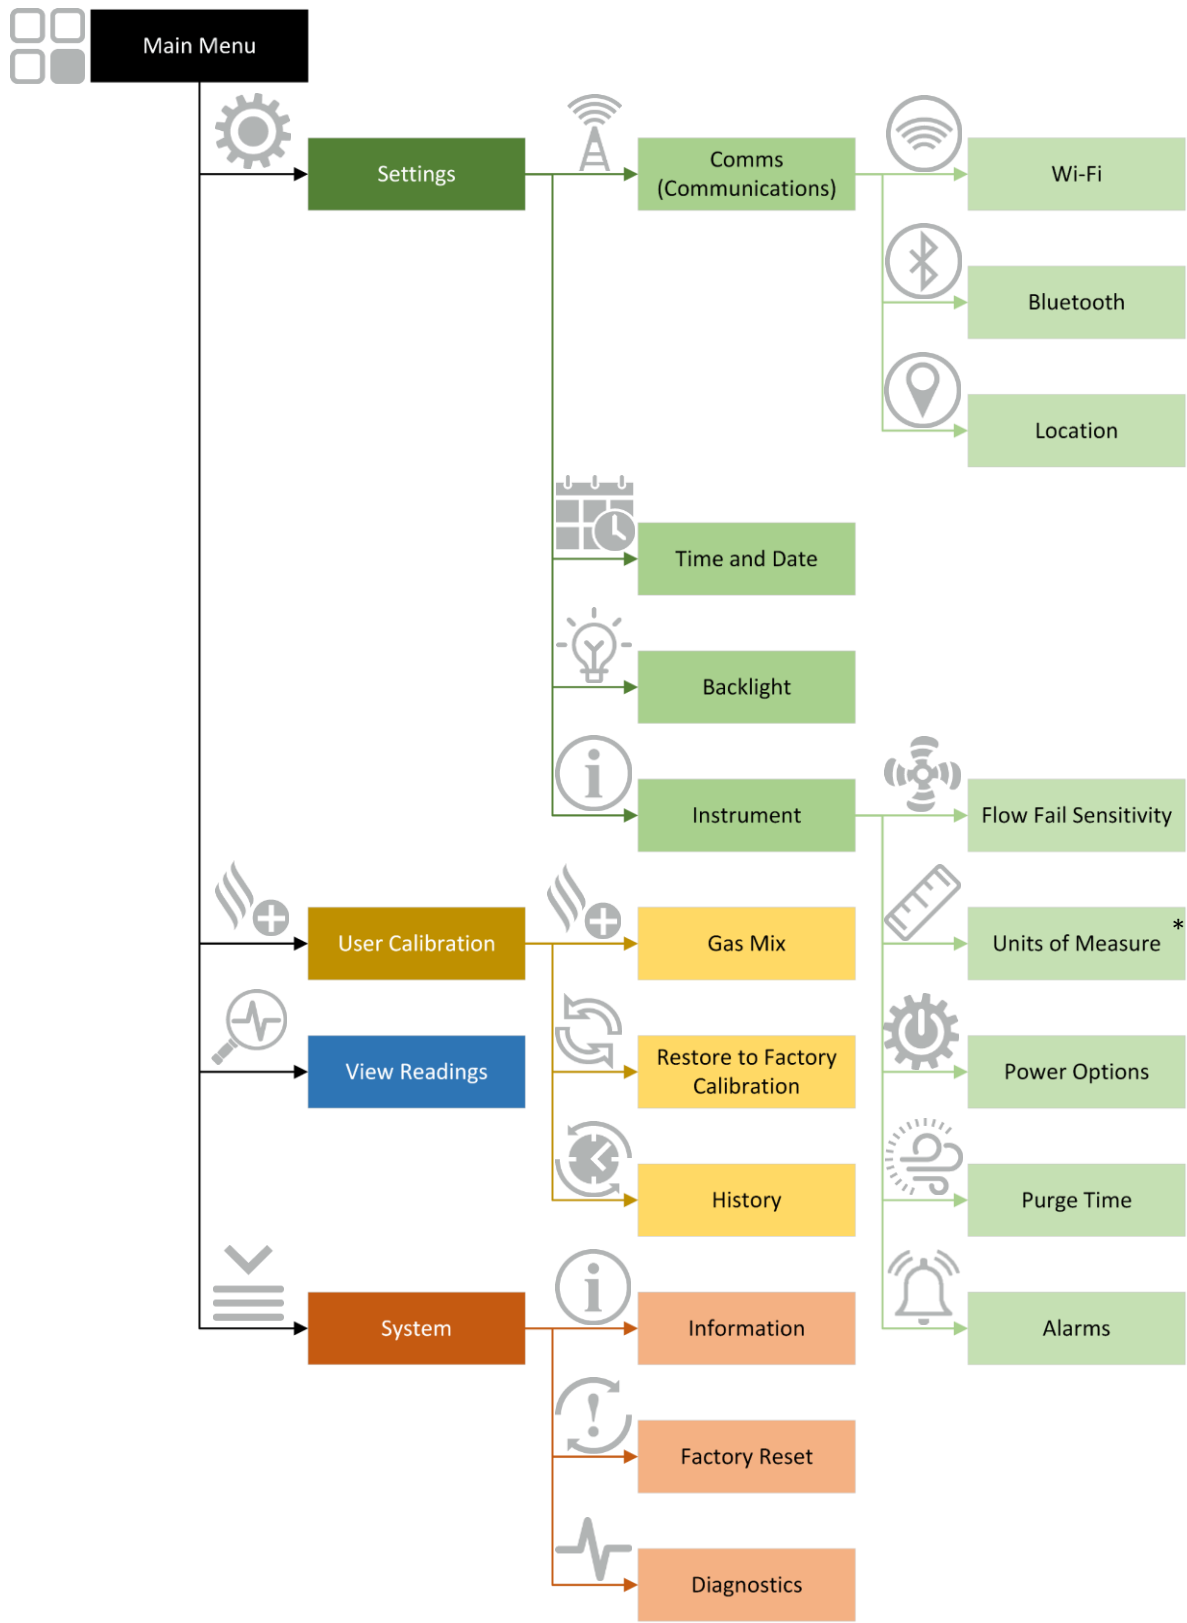 Main Menu
Settings
Comms
(Communications)
Wi-Fi
Bluetooth
Location
Time and Date
Backlight
Instrument
Flow Fail Sensitivity
User Calibration
Gas Mix
Units of Measure *
View Readings
Restore to Factory
Calibration
Power Options
History
Purge Time
System
Information
Alarms
Factory Reset
Diagnostics